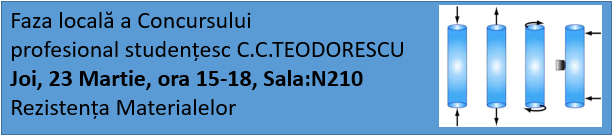 Faza locală a Concursului
profesional studențesc C.C.TEODORESCU
Joi, 23 Martie, ora 15-18, Sala:N210
Rezistența Materialelor